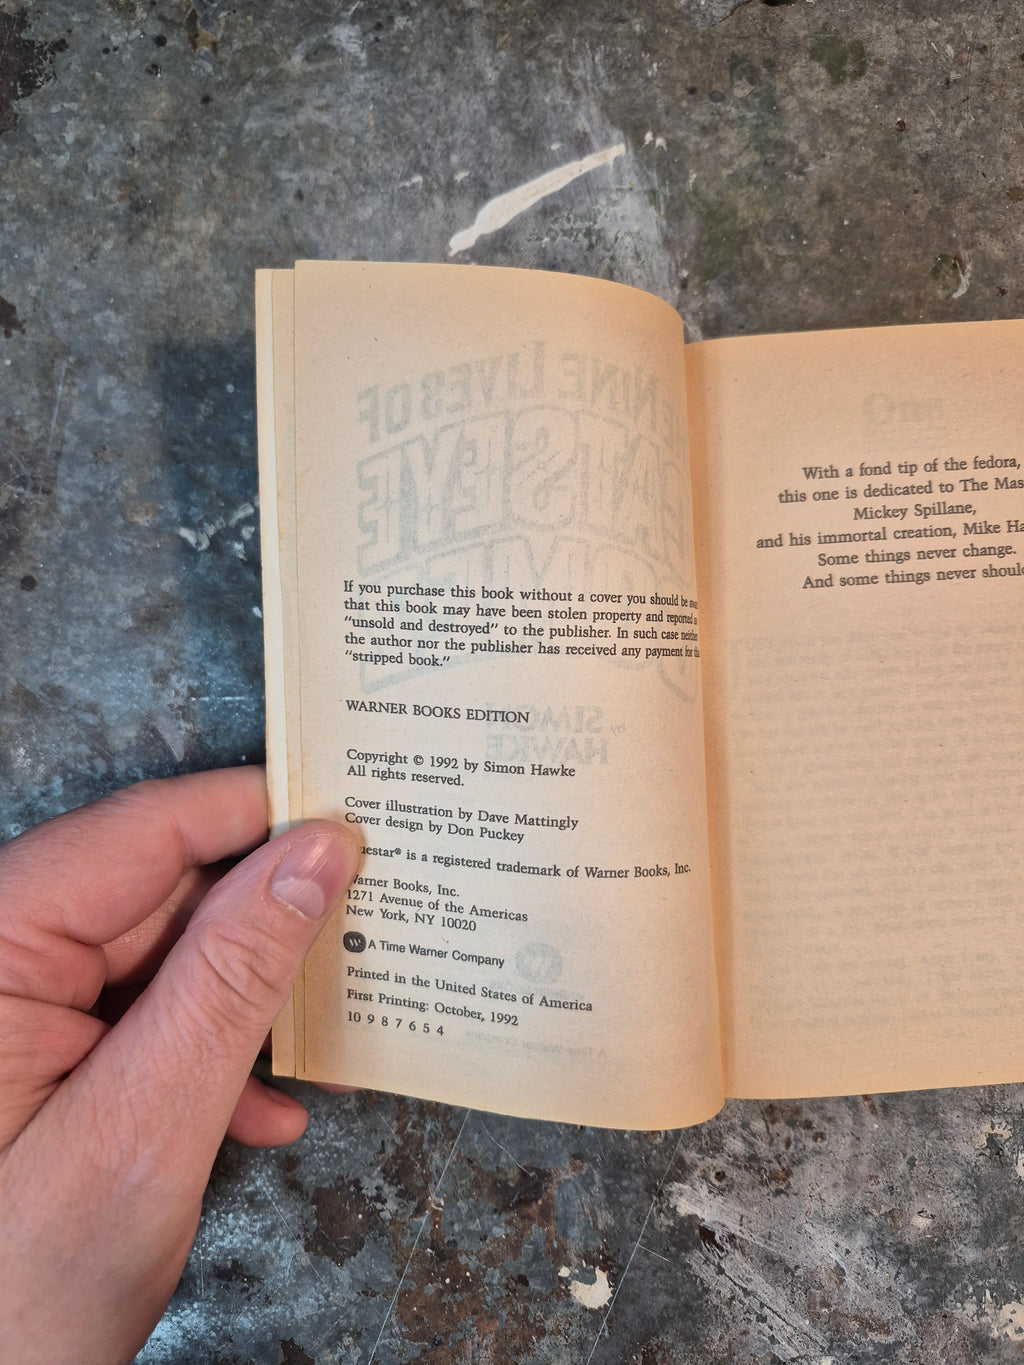 If you purchase this book without a cover you should be
that this book may have been stolen property and reported
"unsold and destroyed" to the publisher. In such case neither
the author nor the publisher has received any payment for
"stripped book."
WARNER BOOKS EDITION
Copyright © 1992 by Simon Hawke
All rights reserved.
Cover illustration by Dave Mattingly
Cover design by Don Puckey
is a registered trademark of Warner Books, Inc.
Warner Books, Inc.
1271 Avenue of the Americas
New York, NY 10020
A Time Warner Company
Printed in the United States of America
First Printing: October, 1992
10 9 8 7 6 5 4
With a fond tip of the fedora,
this one is dedicated to The
Mickey Spillane,
and his immortal creation, Mike
Some things never change.
And some things never